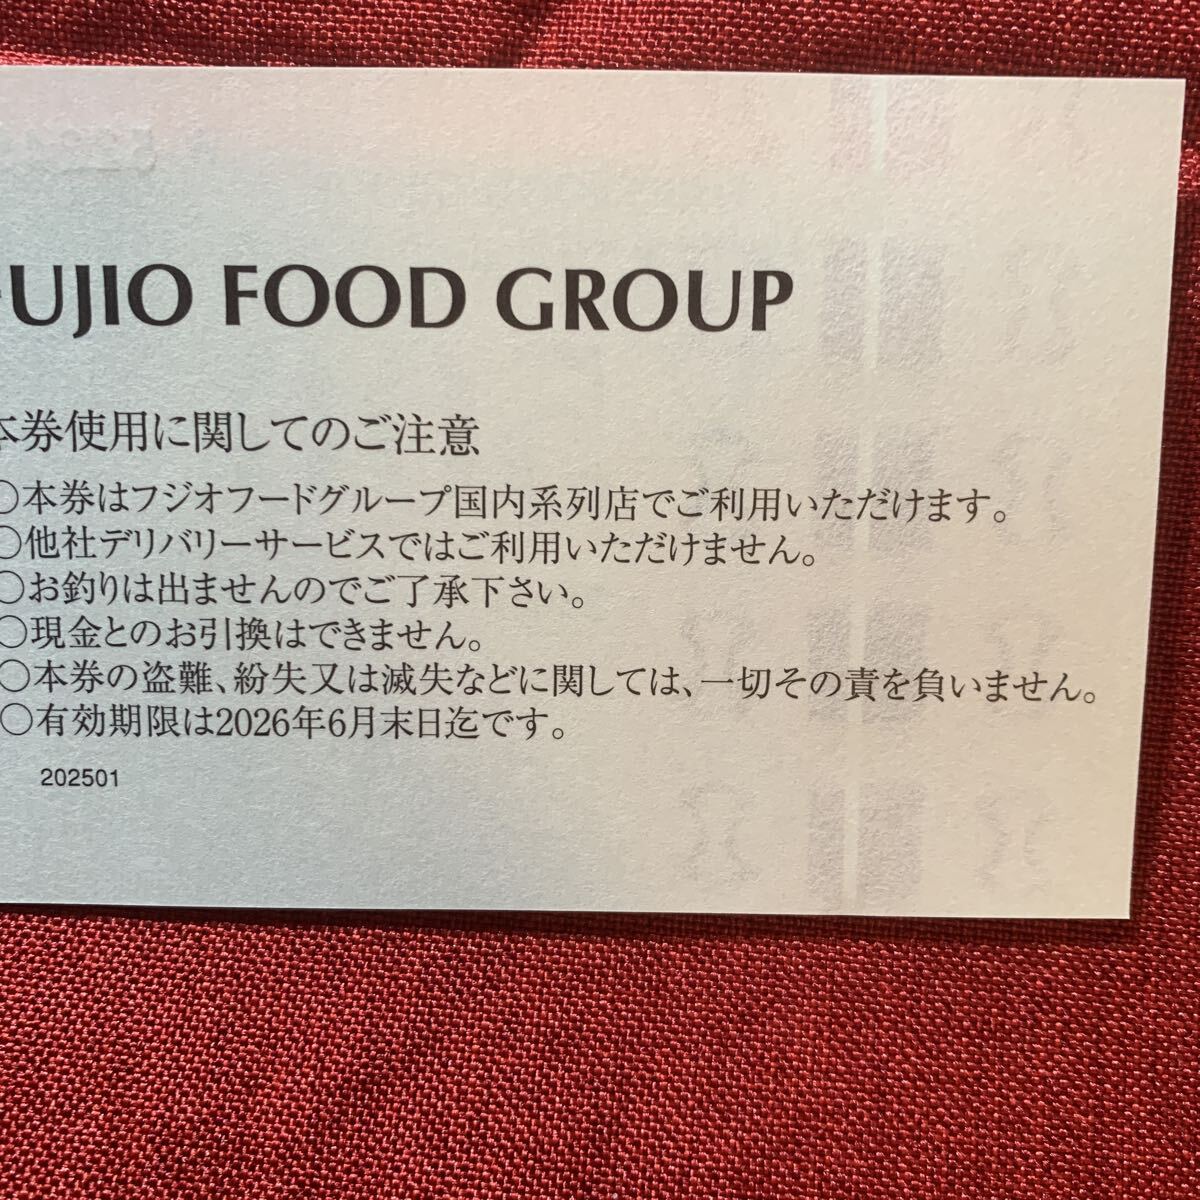 FUJIO FOOD GROUP
本券使用に関してのご注意
○本券はフジオフードグループ国内系列店でご利用いただけます。
○他社デリバリーサービスではご利用いただけません。
○お釣りは出ませんのでご了承下さい。
○現金とのお引換はできません。
○本券の盗難、紛失又は滅失などに関しては、一切その責を負いません。
○有効期限は2026年6月末日迄です。
202501